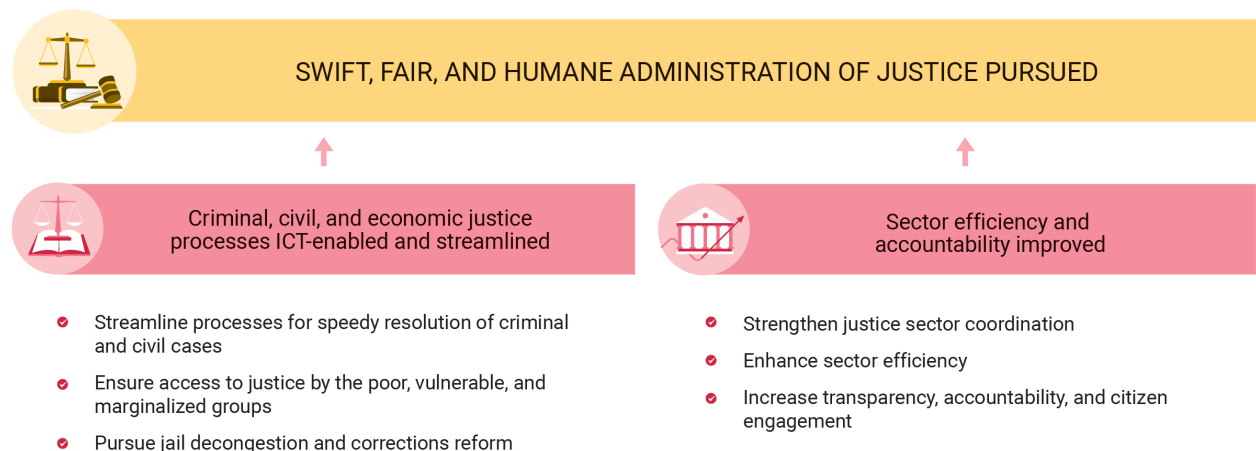 SWIFT, FAIR, AND HUMANE ADMINISTRATION OF JUSTICE PURSUED
Criminal, civil, and economic justice
processes ICT-enabled and streamlined
Streamline processes for speedy resolution of criminal
and civil cases
Ensure access to justice by the poor, vulnerable, and
marginalized groups
Pursue jail decongestion and corrections reform
Sector efficiency and
accountability improved
Strengthen justice sector coordination
Enhance sector efficiency
Increase transparency, accountability, and citizen
engagement